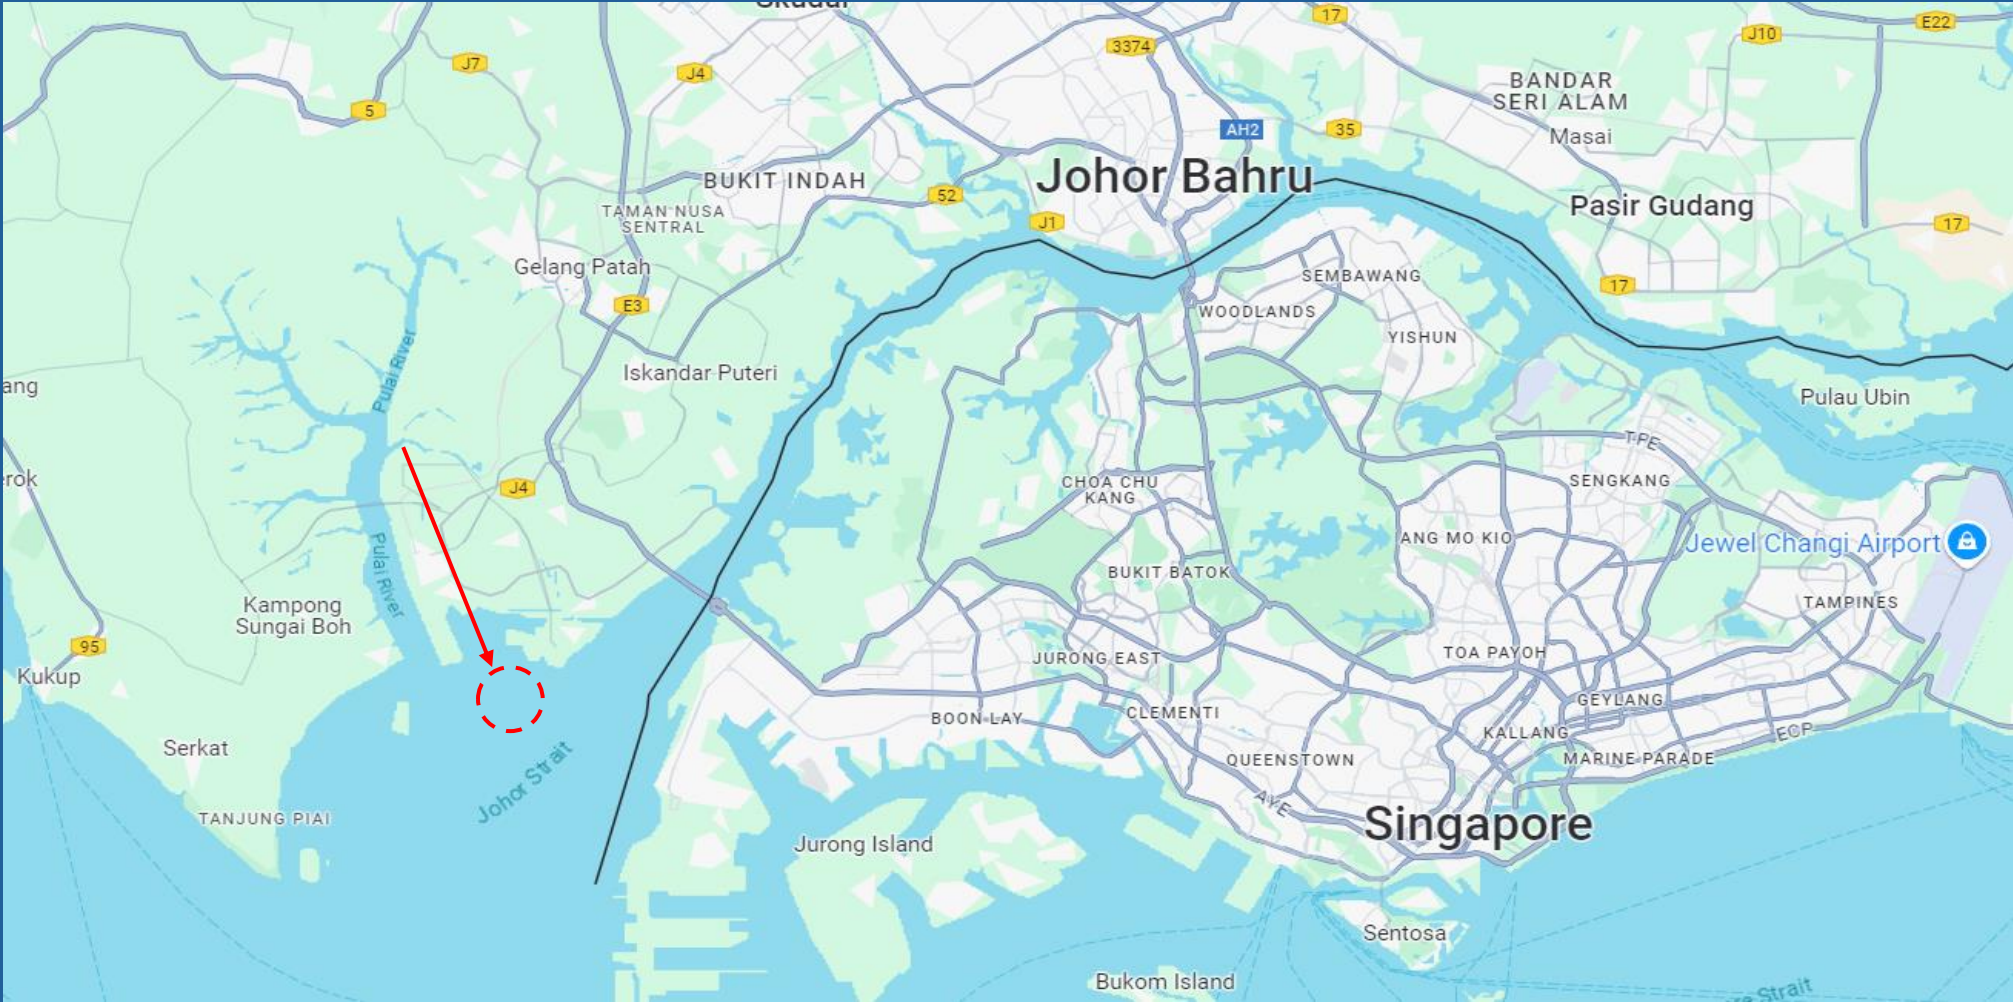 17
E22
J10
3374
J7
J4
5
BANDAR
SERI ALAM
AH2
35
Masai
Johor Bahru
BUKIT INDAH
52
TAMAN NUSA
SENTRAL
J1
Pasir Gudang
17
Gelang Patah
SEMBAWANG
17
E3
WOODLANDS
YISHUN
Pulai River
Iskandar Puteri
ang
Pulau Ubin
TPE
rok
J4
CHOA CHU
KANG
SENGKANG
ANG MO KIO
Jewel Changi Airport
Pulai River
BUKIT BATOK
Kampong
Sungai Boh
TAMPINES
95
JURONG EAST
TOA PAYOH
Kukup
GEYLANG
BOON LAY
CLEMENTI
KALLANG
ECP
Serkat
QUEENSTOWN
MARINE PARADE
Johor Strait
AYE
TANJUNG PIAI
Singapore
Jurong Island
Sentosa
Bukom Island
Strait